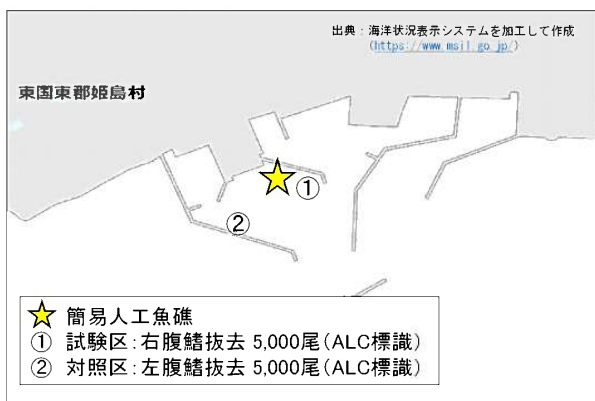 出典：海洋状況表示システムを加工して作成
（https://www.msil.go.jp/）
東国東郡姫島村
①
②
簡易人工魚礁
① 試験区：右腹鰭抜去 5,000尾（ALC標識）
② 対照区：左腹鰭抜去 5,000尾（ALC標識）